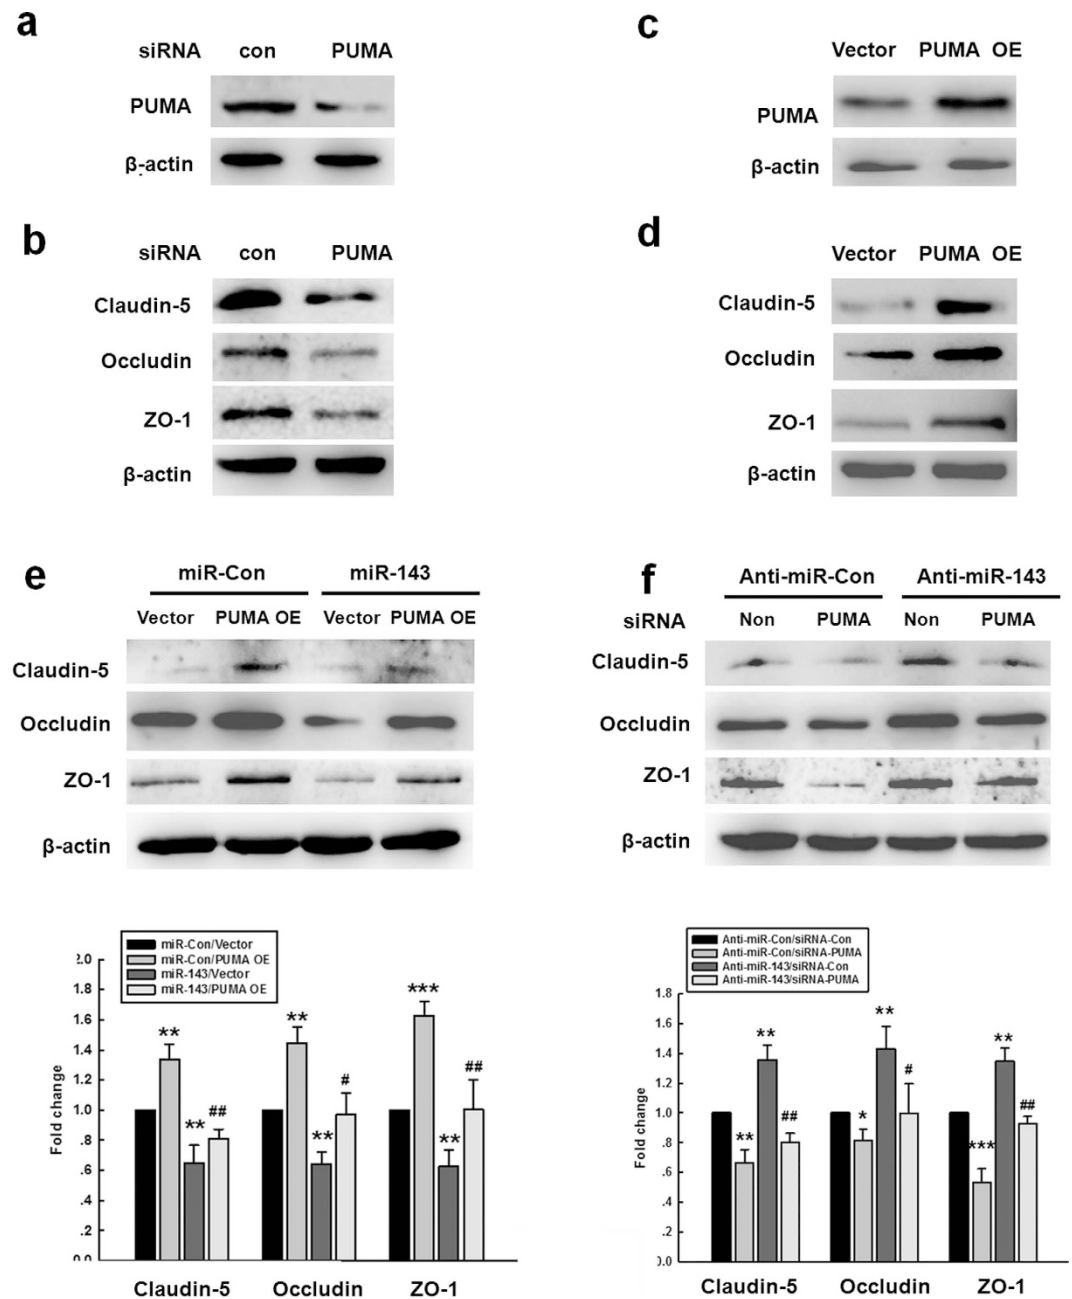 a
siRNA con PUMA
PUMA
β-actin
b
siRNA con PUMA
Claudin-5
Occludin
ZO-1
β-actin
c
Vector PUMA OE
PUMA
β-actin
d
Vector PUMA OE
Claudin-5
Occludin
ZO-1
β-actin
e
miR-Con miR-143
Vector PUMA OE Vector PUMA OE
Claudin-5
Occludin
ZO-1
β-actin
miR-Con/Vector
miR-Con/PUMA OE
miR-143/Vector
miR-143/PUMA OE
Fold change
2.0
1.8
1.6
1.4
1.2
1.0
.8
.6
.4
.2
0.0
** ** ## ** ** # *** ** ##
Claudin-5 Occludin ZO-1
f
Anti-miR-Con Anti-miR-143
siRNA Non PUMA Non PUMA
Claudin-5
Occludin
ZO-1
β-actin
Anti-miR-Con/siRNA-Con
Anti-miR-Con/siRNA-PUMA
Anti-miR-143/siRNA-Con
Anti-miR-143/siRNA-PUMA
Fold change
1.8
1.6
1.4
1.2
1.0
.8
.6
.4
.2
0.0
** ** ## * ** # *** ** ##
Claudin-5 Occludin ZO-1